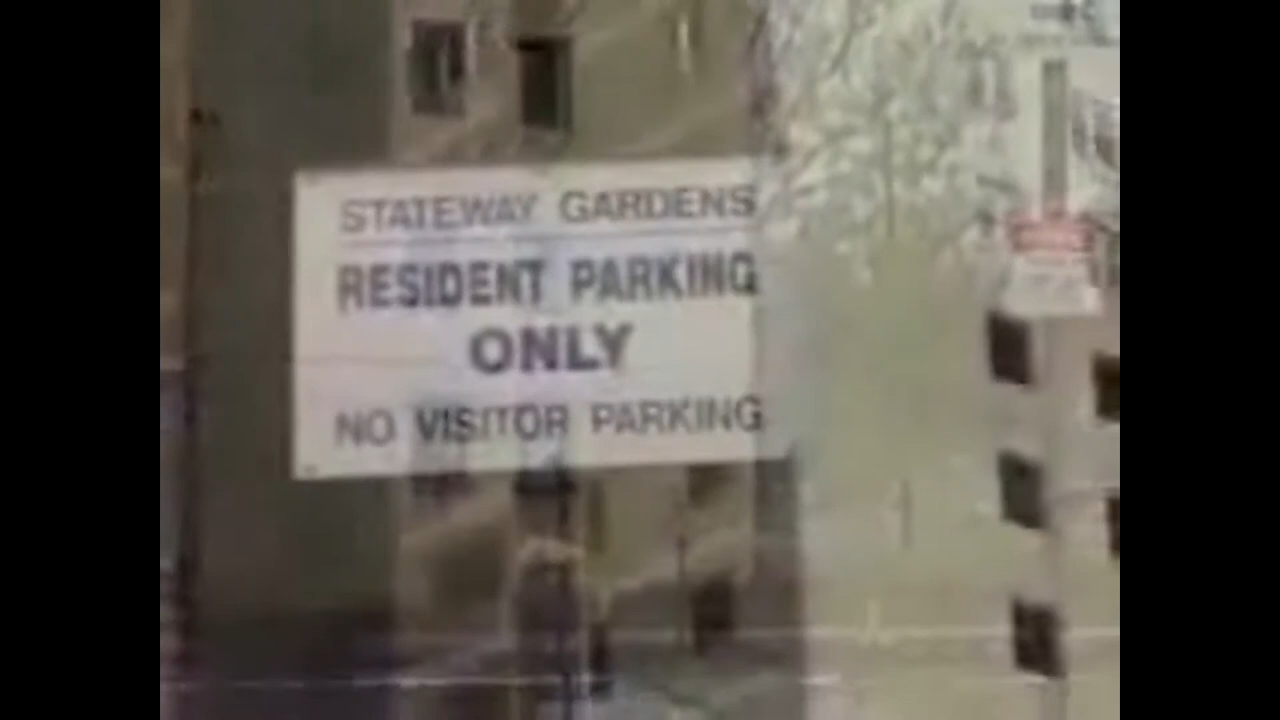 STATEWAY GARDENS
RESIDENT PARKING
ONLY
NO VISITOR PARKING